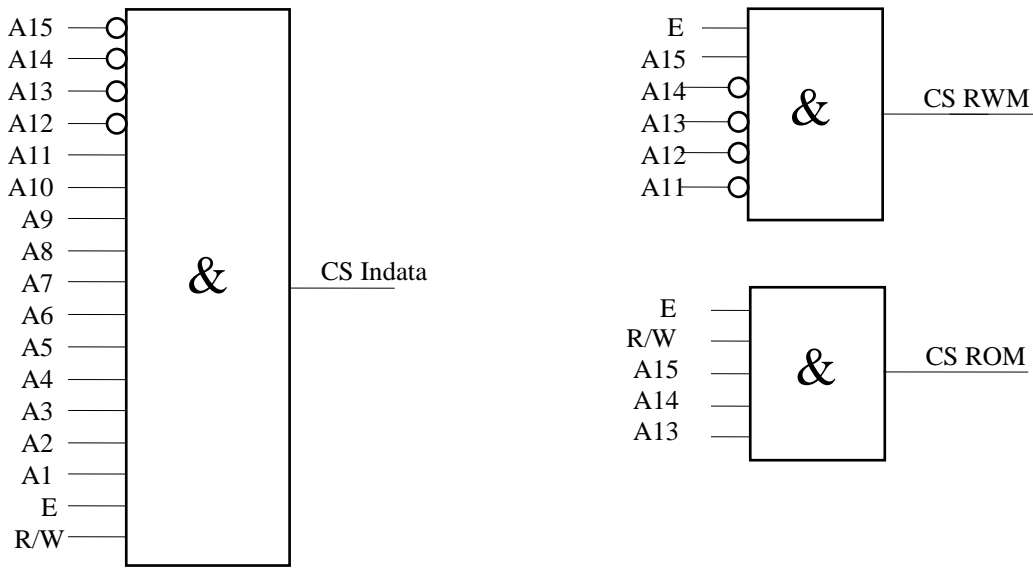 A15
A14
A13
A12
A11
A10
A9
A8
A7
A6
A5
A4
A3
A2
A1
E
R/W
&
CS Indata
E
A15
A14
A13
A12
A11
&
CS RWM
E
R/W
A15
A14
A13
&
CS ROM